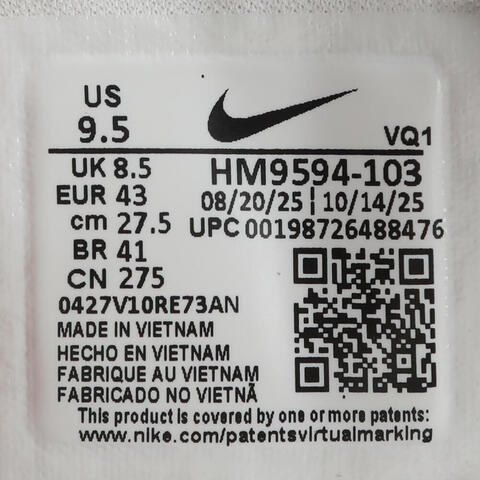 US
9.5
VQ1
UK 8.5
HM9594-103
EUR 43
08/20/25 | 10/14/25
cm 27.5
UPC 00198726488476
BR 41
CN 275
0427V10RE73AN
MADE IN VIETNAM
HECHO EN VIETNAM
FABRIQUE AU VIETNAM
FABRICADO NO VIETNÃ
This product is covered by one or more patents:
www.nike.com/patentsvirtualmarking